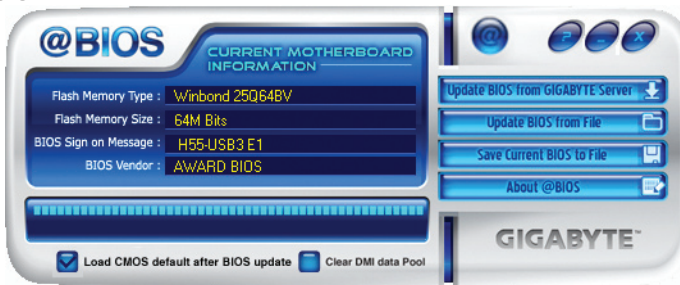 @BIOS
CURRENT MOTHERBOARD
INFORMATION
Flash Memory Type : Winbond 25Q64BV
Flash Memory Size : 64M Bits
BIOS Sign on Message : H55-USB3 E1
BIOS Vendor : AWARD BIOS
Load CMOS default after BIOS update Clear DMI data Pool
@ ? _ X
Update BIOS from GIGABYTE Server
Update BIOS from File
Save Current BIOS to File
About @BIOS
GIGABYTE™